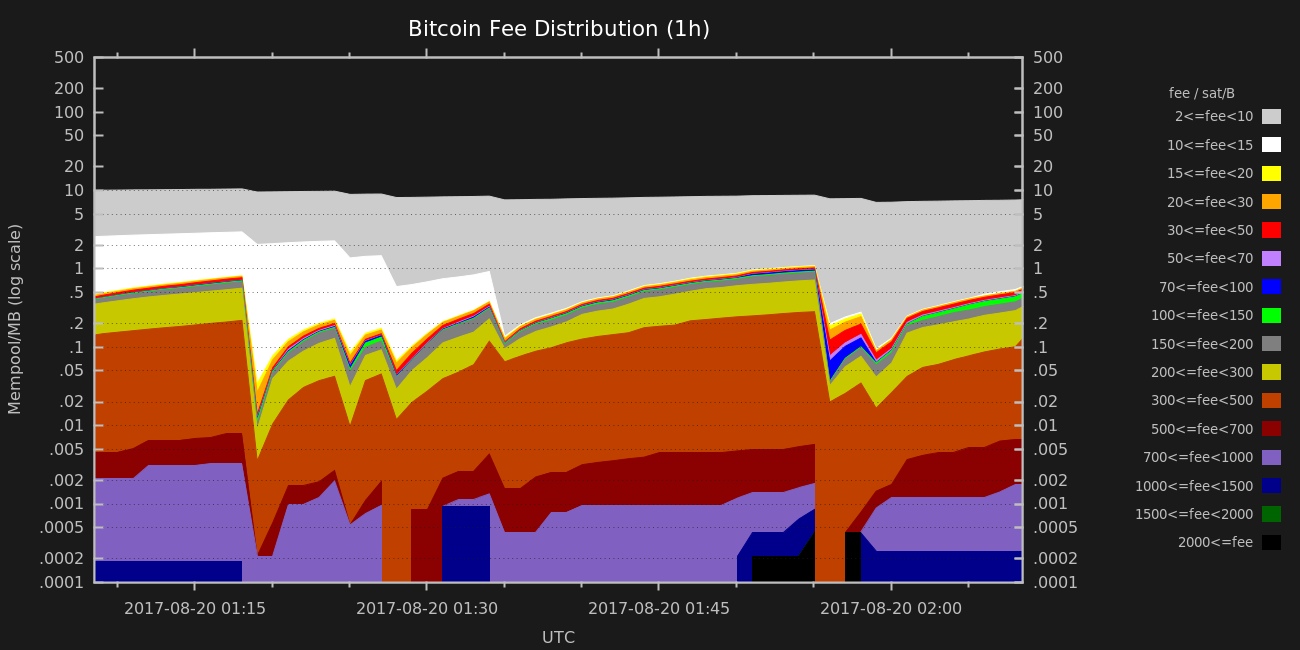 Bitcoin Fee Distribution (1h)
Mempool/MB (log scale)
500
200
100
50
20
10
5
2
1
.5
.2
.1
.05
.02
.01
.005
.002
.001
.0005
.0002
.0001
500
200
100
50
20
10
5
2
1
.5
.2
.1
.05
.02
.01
.005
.002
.001
.0005
.0002
.0001
2017-08-20 01:15
2017-08-20 01:30
2017-08-20 01:45
2017-08-20 02:00
UTC
fee / sat/B
2<=fee<10
10<=fee<15
15<=fee<20
20<=fee<30
30<=fee<50
50<=fee<70
70<=fee<100
100<=fee<150
150<=fee<200
200<=fee<300
300<=fee<500
500<=fee<700
700<=fee<1000
1000<=fee<1500
1500<=fee<2000
2000<=fee